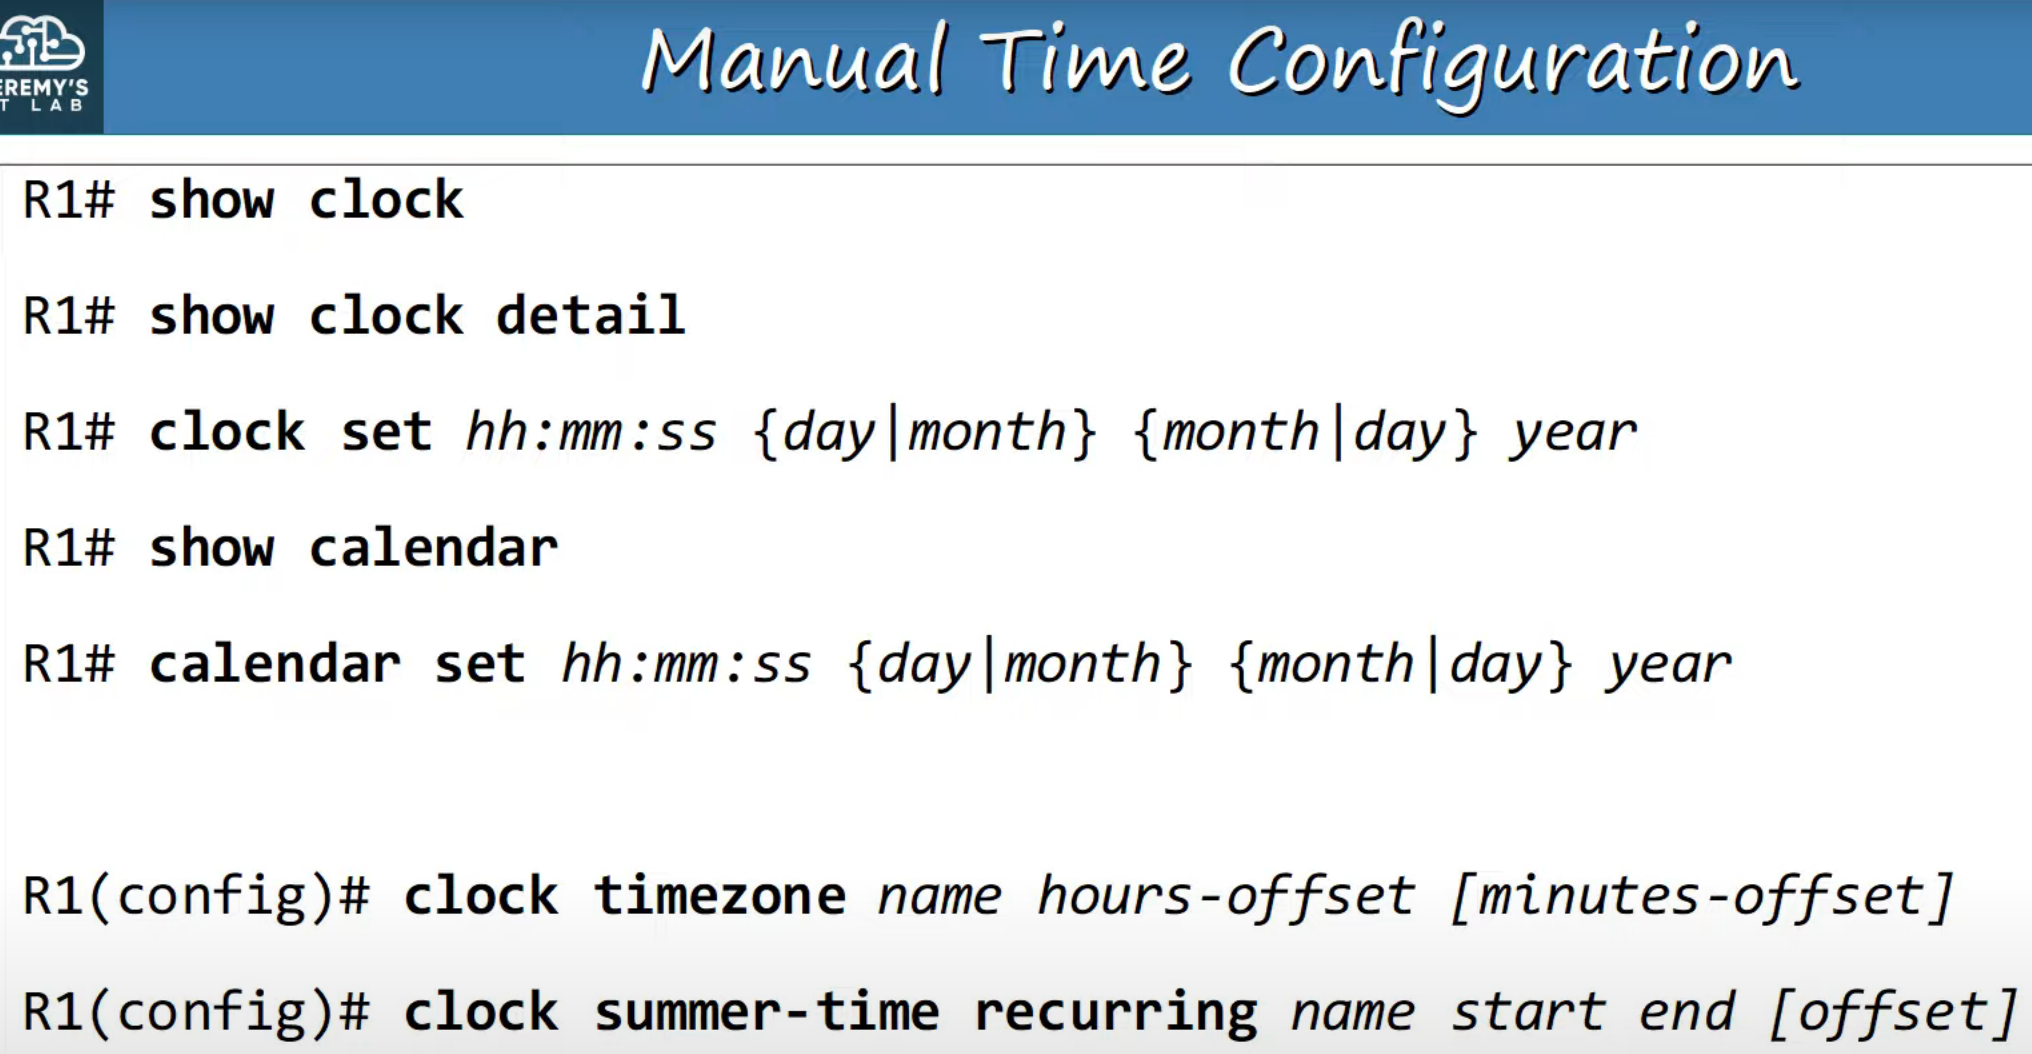 EREMY'S
T LAB
Manual Time Configuration
R1# show clock
R1# show clock detail
R1# clock set hh:mm:ss {day|month} {month|day} year
R1# show calendar
R1# calendar set hh:mm:ss {day|month} {month|day} year
R1(config)# clock timezone name hours-offset [minutes-offset]
R1(config)# clock summer-time recurring name start end [offset]